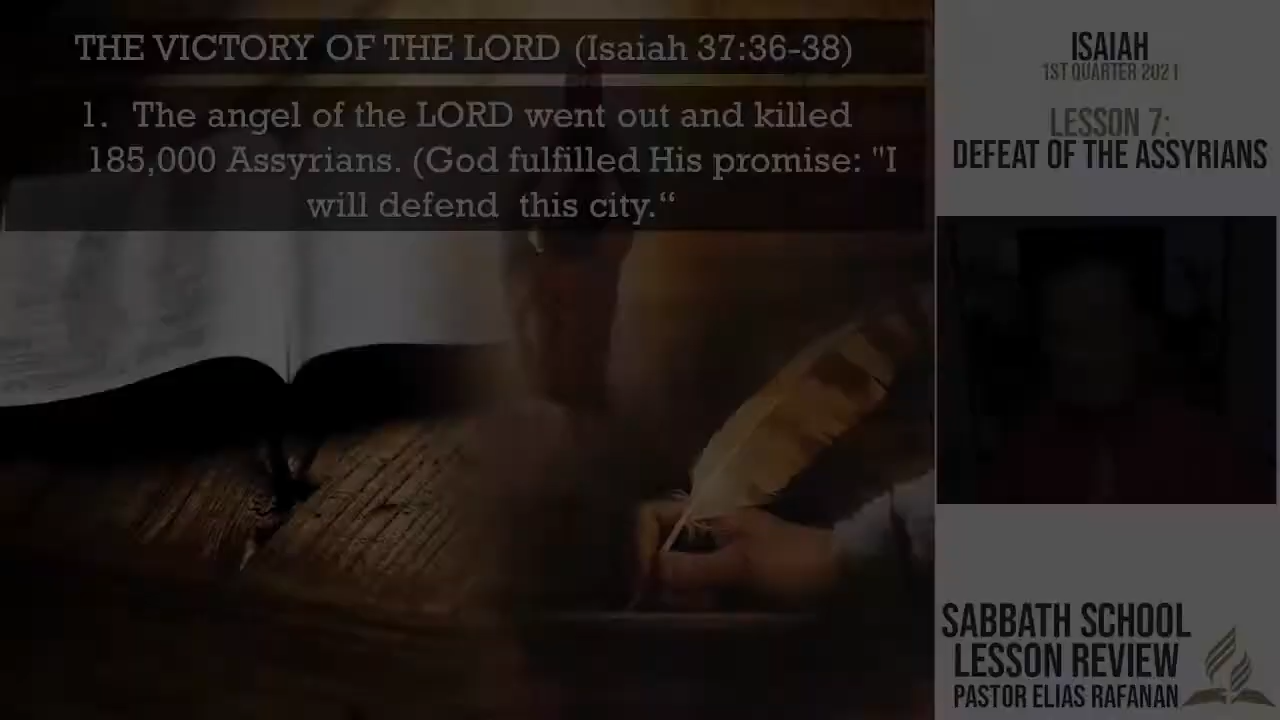 THE VICTORY OF THE LORD (Isaiah 37:36-38)
1. The angel of the LORD went out and killed
185,000 Assyrians. (God fulfilled His promise: "I
will defend this city.“
ISAIAH
1ST QUARTER 2021
LESSON 7:
DEFEAT OF THE ASSYRIANS
SABBATH SCHOOL
LESSON REVIEW
PASTOR ELIAS RAFANAN